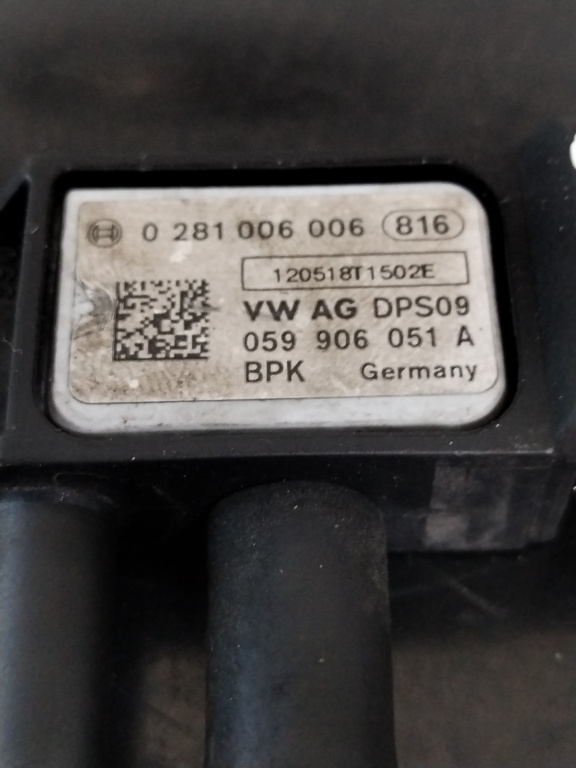 0 281 006 006 816
120518T1502E
VW AG DPS09
059 906 051 A
BPK Germany